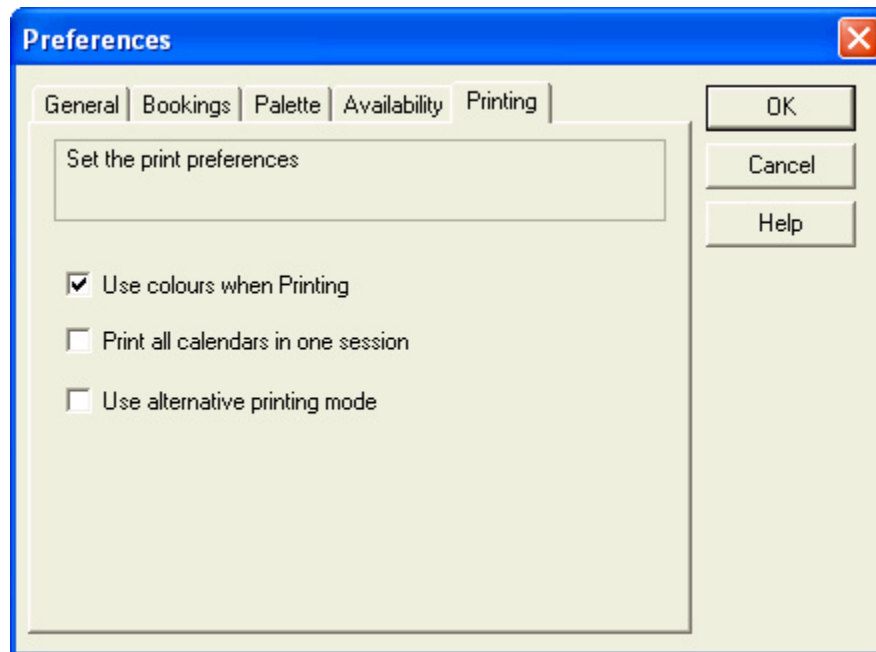 Preferences
General Bookings Palette Availability Printing
OK
Set the print preferences
Cancel
Help
Use colours when Printing
Print all calendars in one session
Use alternative printing mode